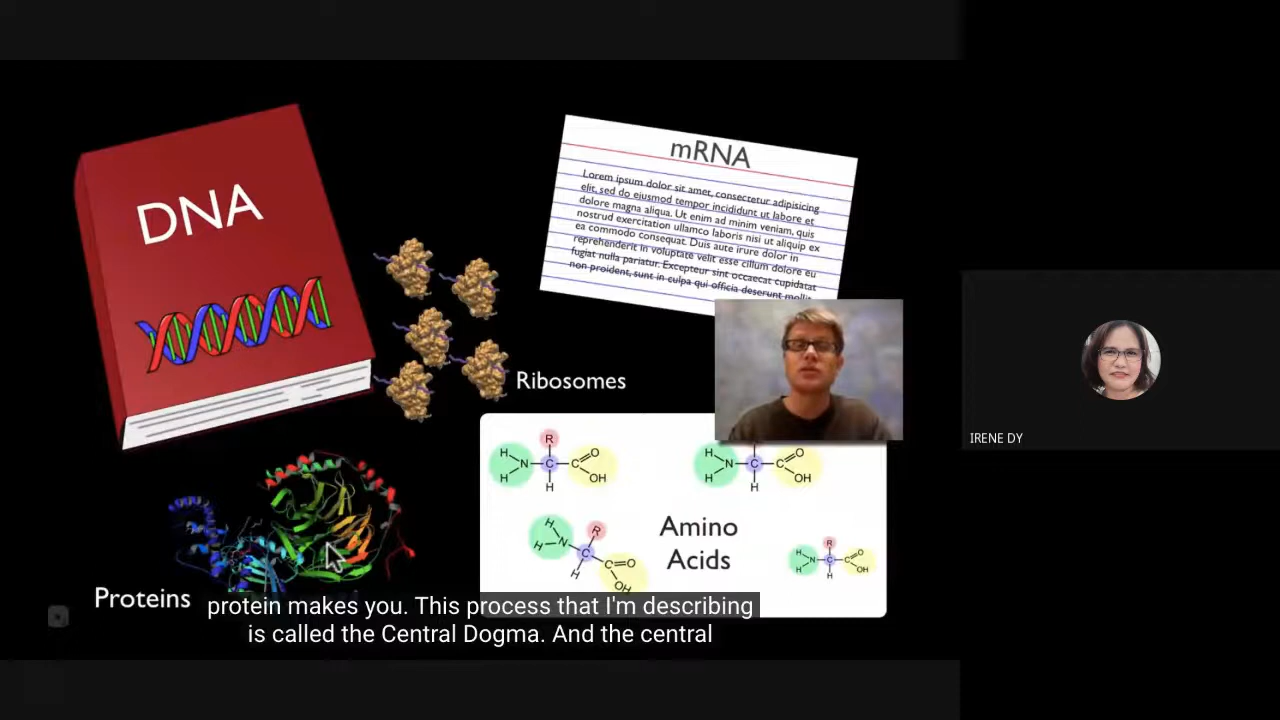 DNA
mRNA
Lorem ipsum dolor sit amet, consectetur adipisicing
elit, sed do eiusmod tempor incididunt ut labore et
dolore magna aliqua. Ut enim ad minim veniam, quis
nostrud exercitation ullamco laboris nisi ut aliquip ex
ea commodo consequat. Duis aute irure dolor in
reprehenderit in voluptate velit esse cillum dolore eu
fugiat nulla pariatur. Excepteur sint occaecat cupidatat
non proident, sunt in culpa qui officia deserunt mollit
Ribosomes
IRENE DY
H
N
H
R
C
H
C
O
OH
H
N
H
C
H
C
O
OH
H
H
N
R
C
H
C
O
OH
Amino
Acids
H
N
H
R
C
H
C
O
OH
Proteins
protein makes you. This process that I'm describing
is called the Central Dogma. And the central